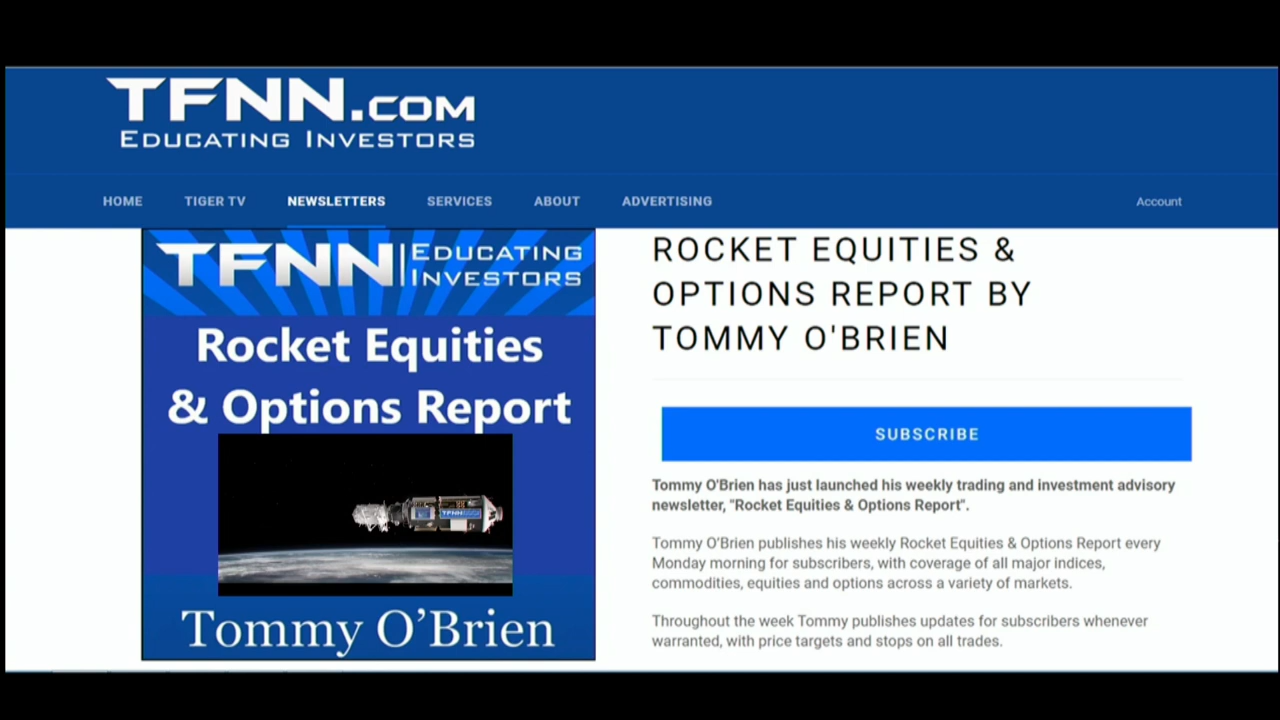 TFNN.COM
EDUCATING INVESTORS
HOME TIGER TV NEWSLETTERS SERVICES ABOUT ADVERTISING Account
TFNN EDUCATING
INVESTORS
Rocket Equities
& Options Report
TFNN
Tommy O’Brien
ROCKET EQUITIES &
OPTIONS REPORT BY
TOMMY O'BRIEN
SUBSCRIBE
Tommy O'Brien has just launched his weekly trading and investment advisory
newsletter, "Rocket Equities & Options Report".
Tommy O'Brien publishes his weekly Rocket Equities & Options Report every
Monday morning for subscribers, with coverage of all major indices,
commodities, equities and options across a variety of markets.
Throughout the week Tommy publishes updates for subscribers whenever
warranted, with price targets and stops on all trades.